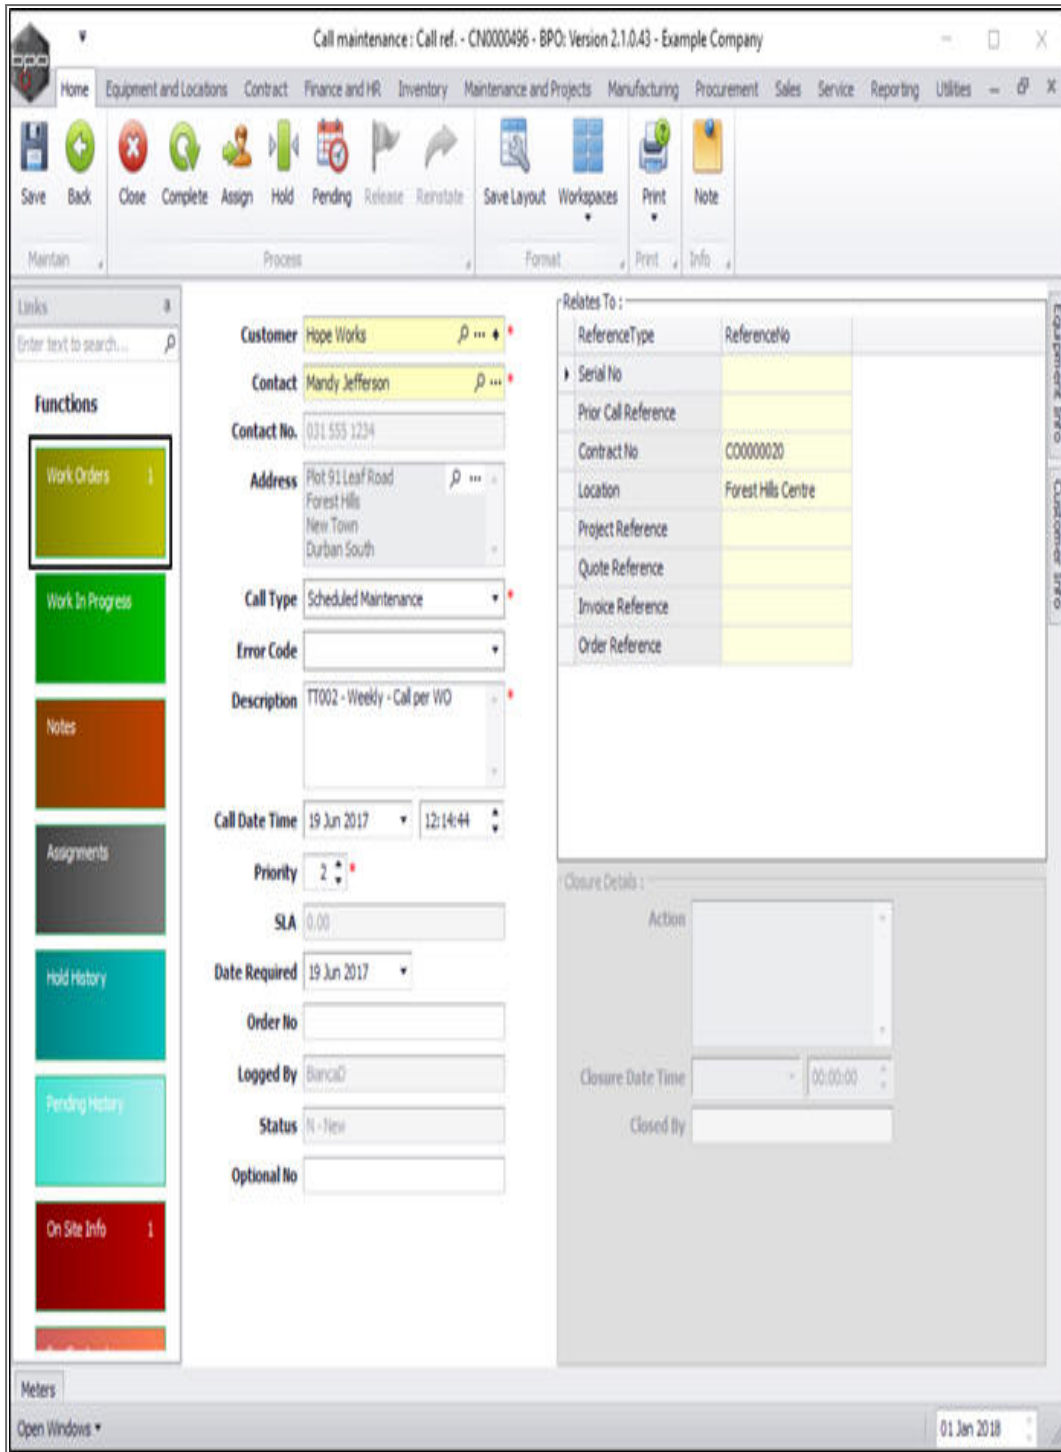 Call maintenance : Call ref. - CN0000496 - BPO: Version 2.1.0.43 - Example Company
bpo
Home Equipment and Locations Contract Finance and HR Inventory Maintenance and Projects Manufacturing Procurement Sales Service Reporting Utilities
Save Back Close Complete Assign Hold Pending Release Reinstate Save Layout Workspaces Print Note
Maintain Process Format Print Info
Links
Enter text to search...
Functions
Work Orders 1
Work In Progress
Notes
Assignments
Hold History
Pending History
On Site Info 1
Customer Hope Works
Contact Mandy Jefferson
Contact No. 031 555 1234
Address Plot 91 Leaf Road
Forest Hills
New Town
Durban South
Call Type Scheduled Maintenance
Error Code
Description TT002 - Weekly - Call per WO
Call Date Time 19 Jun 2017 12:14:44
Priority 2
SLA 0.00
Date Required 19 Jun 2017
Order No
Logged By BiancaD
Status N - New
Optional No
Relates To :
ReferenceType ReferenceNo
Serial No
Prior Call Reference
Contract No CO0000020
Location Forest Hills Centre
Project Reference
Quote Reference
Invoice Reference
Order Reference
Closure Details :
Action
Closure Date Time 00:00:00
Closed By
Equipment Info
Customer Info
Meters
Open Windows
01 Jan 2018